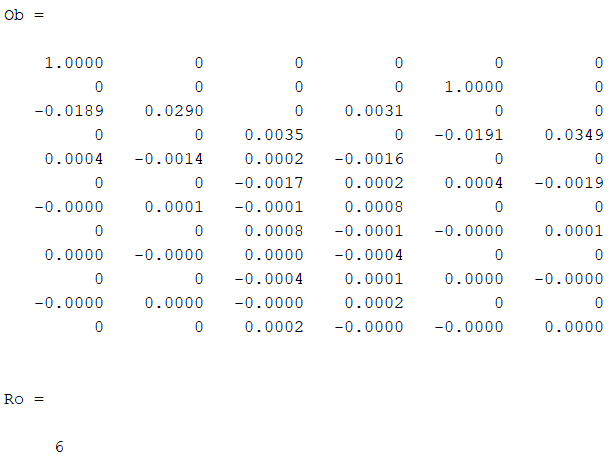 Ob =
1.0000 0 0 0 0 0
0 0 0 0 1.0000 0
-0.0189 0.0290 0 0.0031 0 0
0 0 0.0035 0 -0.0191 0.0349
0.0004 -0.0014 0.0002 -0.0016 0 0
0 0 -0.0017 0.0002 0.0004 -0.0019
-0.0000 0.0001 -0.0001 0.0008 0 0
0 0 0.0008 -0.0001 -0.0000 0.0001
0.0000 -0.0000 0.0000 -0.0004 0 0
0 0 -0.0004 0.0001 0.0000 -0.0000
-0.0000 0.0000 -0.0000 0.0002 0 0
0 0 0.0002 -0.0000 -0.0000 0.0000
Ro =
6